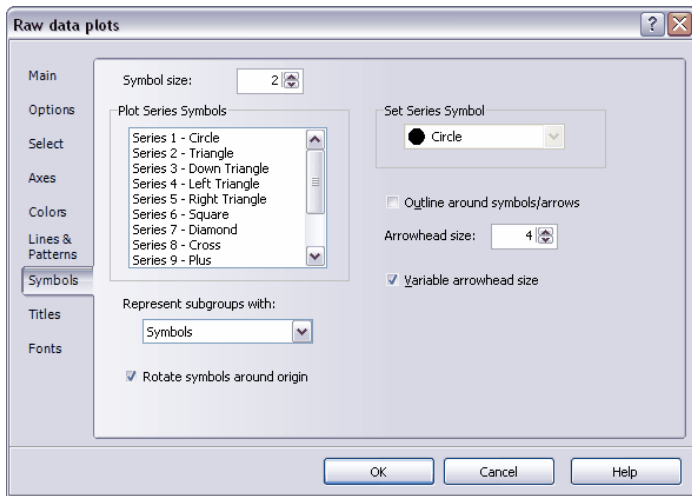 Raw data plots
Main
Options
Select
Axes
Colors
Lines &
Patterns
Symbols
Titles
Fonts
Symbol size:
2
Plot Series Symbols
Series 1 - Circle
Series 2 - Triangle
Series 3 - Down Triangle
Series 4 - Left Triangle
Series 5 - Right Triangle
Series 6 - Square
Series 7 - Diamond
Series 8 - Cross
Series 9 - Plus
Represent subgroups with:
Symbols
Rotate symbols around origin
Set Series Symbol
Circle
Outline around symbols/arrows
Arrowhead size:
4
Variable arrowhead size
OK
Cancel
Help